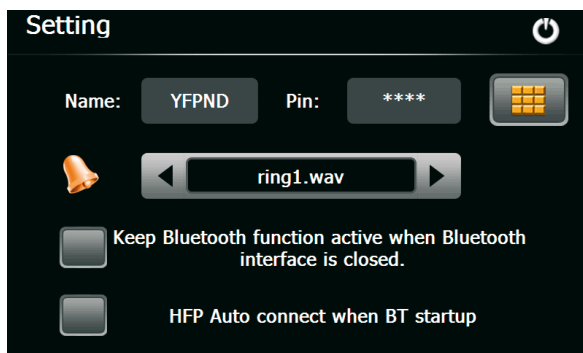 Setting
Name: YFPND Pin: ****
ring1.wav
Keep Bluetooth function active when Bluetooth
interface is closed.
HFP Auto connect when BT startup